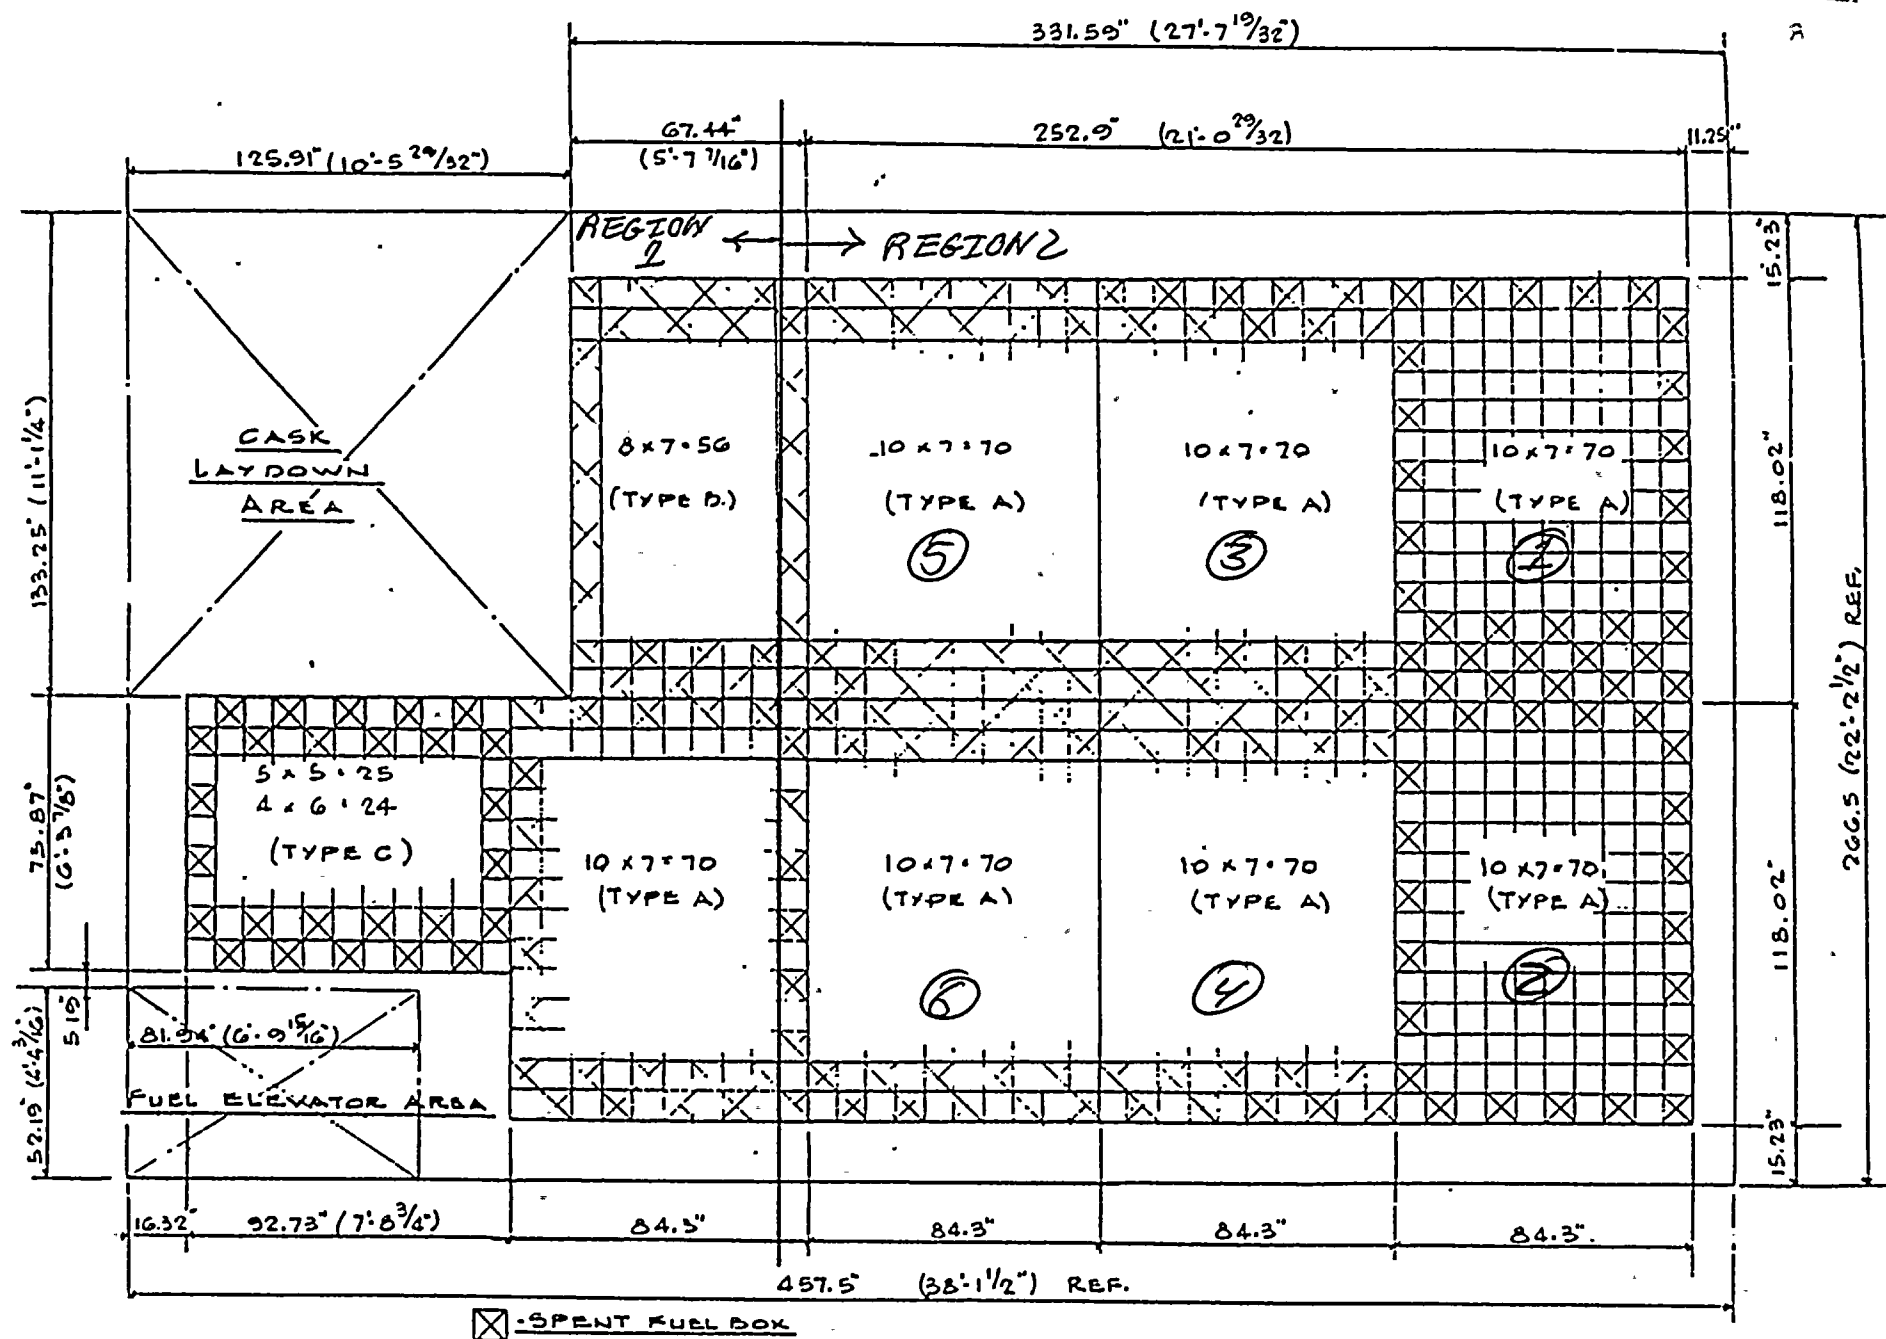 331.59" (27'-7 19/32")
67.44"
(5'-7 7/16")
252.9" (21'-0 29/32)
11.25"
125.91" (10'-5 29/32")
REGION
1
REGION 2
15.23"
CASK
LAYDOWN
AREA
133.25" (11'-1 1/4")
8 x 7 = 56
(TYPE B.)
10 x 7 = 70
(TYPE A)
5
10 x 7 = 70
(TYPE A)
3
10 x 7 = 70
(TYPE A)
1
118.02"
266.5 (22'-2 1/2") REF.
73.87"
(6'-3 7/8")
5 x 5 = 25
4 x 6 = 24
(TYPE C)
10 x 7 = 70
(TYPE A)
10 x 7 = 70
(TYPE A)
6
10 x 7 = 70
(TYPE A)
4
10 x 7 = 70
(TYPE A)
2
118.02"
5.19"
52.19" (4'-4 3/16")
81.94" (6'-9 15/16")
FUEL ELEVATOR AREA
15.23"
16.32"
92.73" (7'-8 3/4")
84.3"
84.3"
84.3"
84.3"
457.5" (38'-1 1/2") REF.
-SPENT FUEL BOX